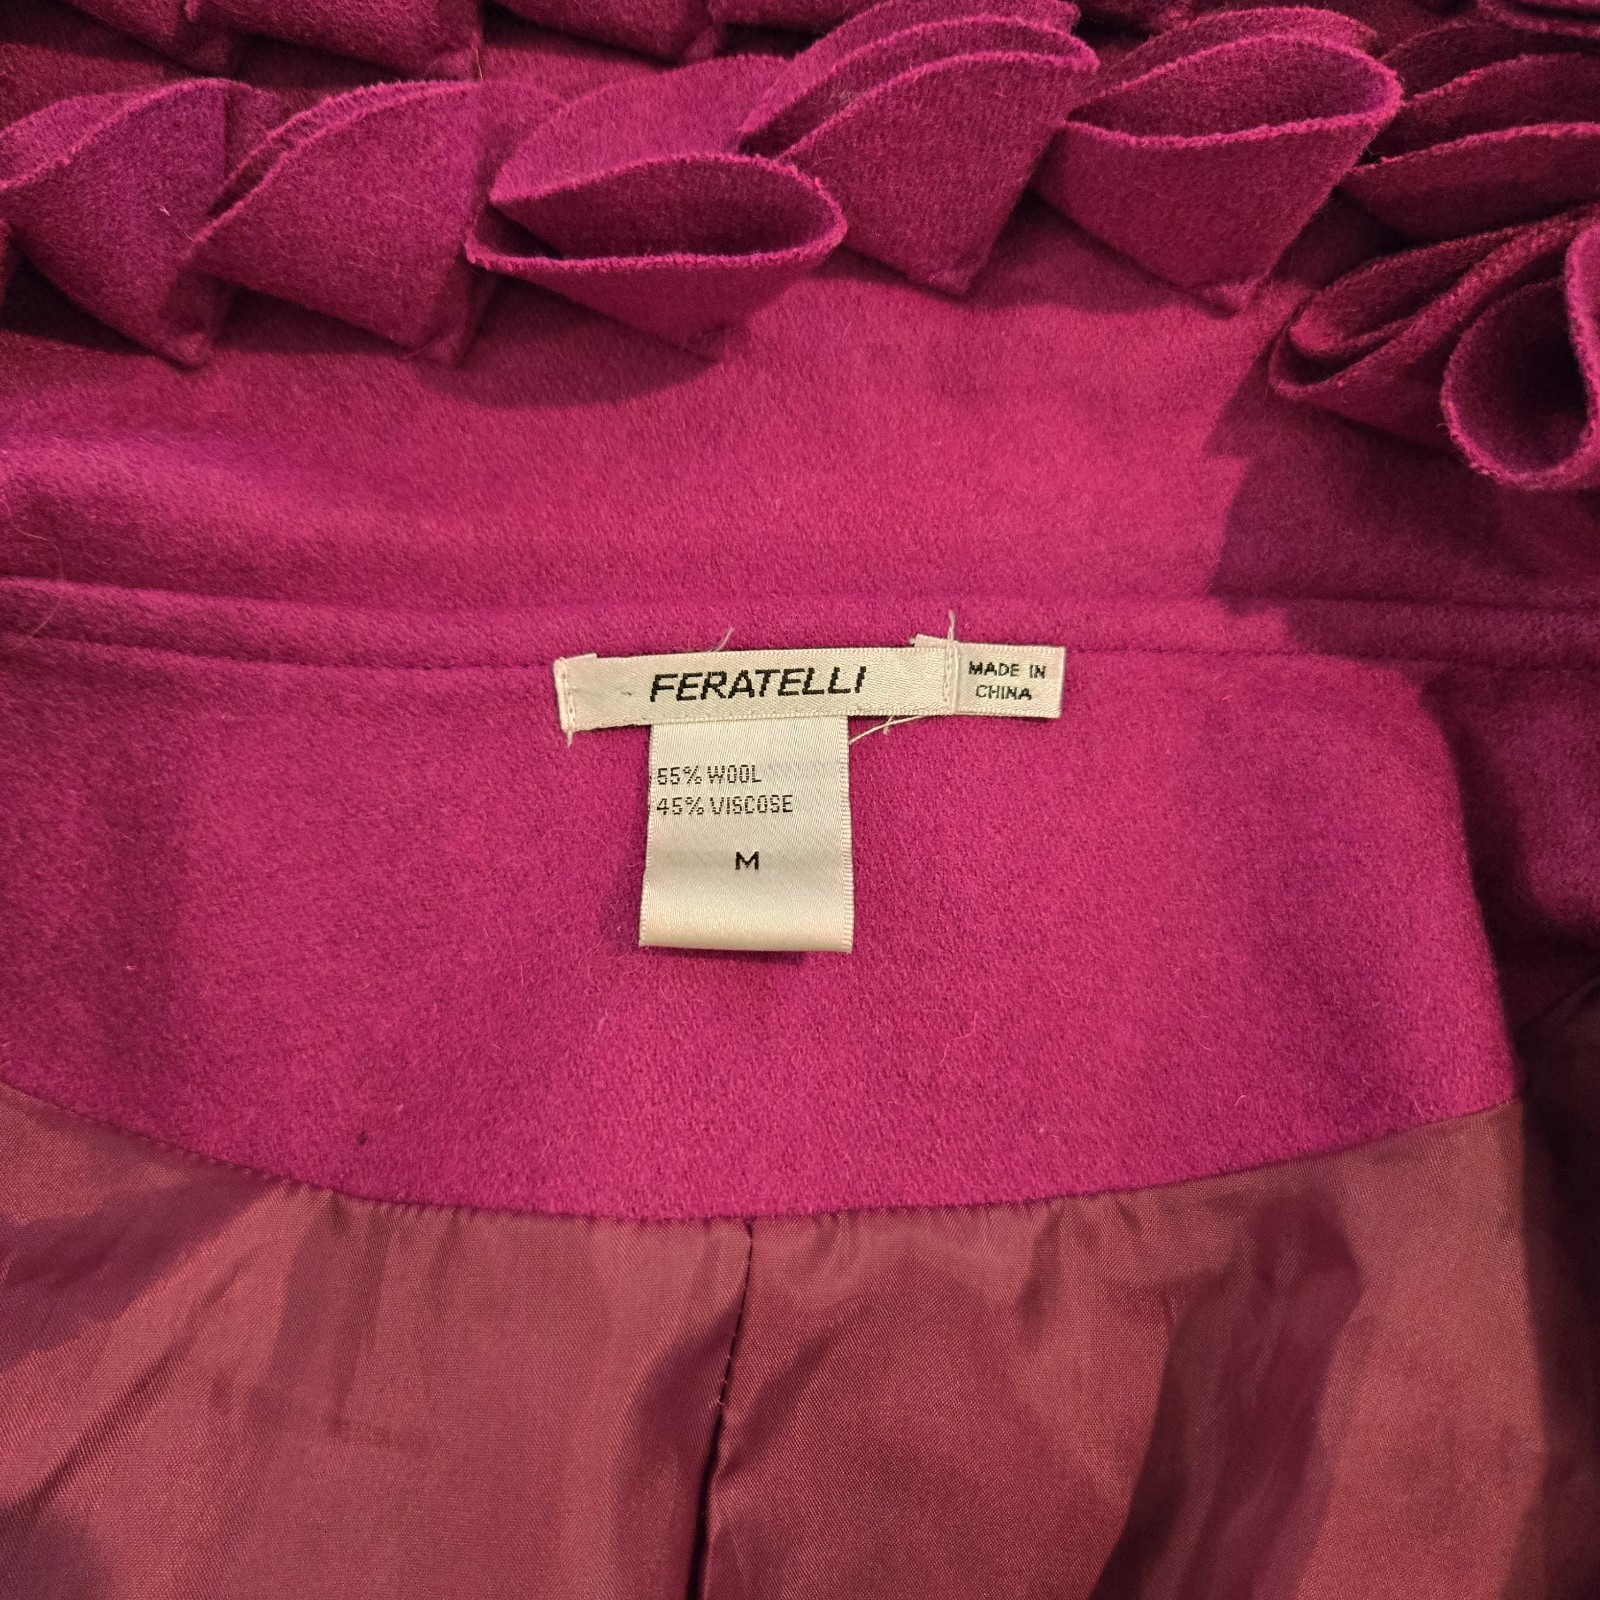 FERATELLI
MADE IN
CHINA
55% WOOL
45% VISCOSE
M